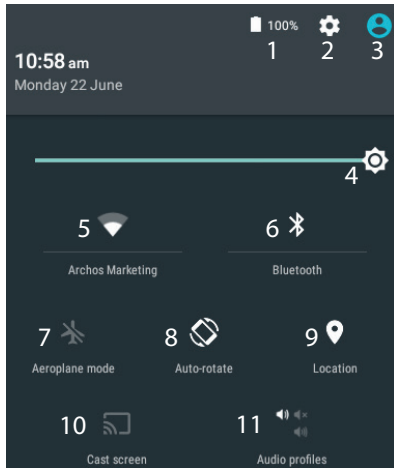 100%
1 2 3
10:58 am
Monday 22 June
4
5 6
Archos Marketing Bluetooth
7 8 9
Aeroplane mode Auto-rotate Location
10 11
Cast screen Audio profiles